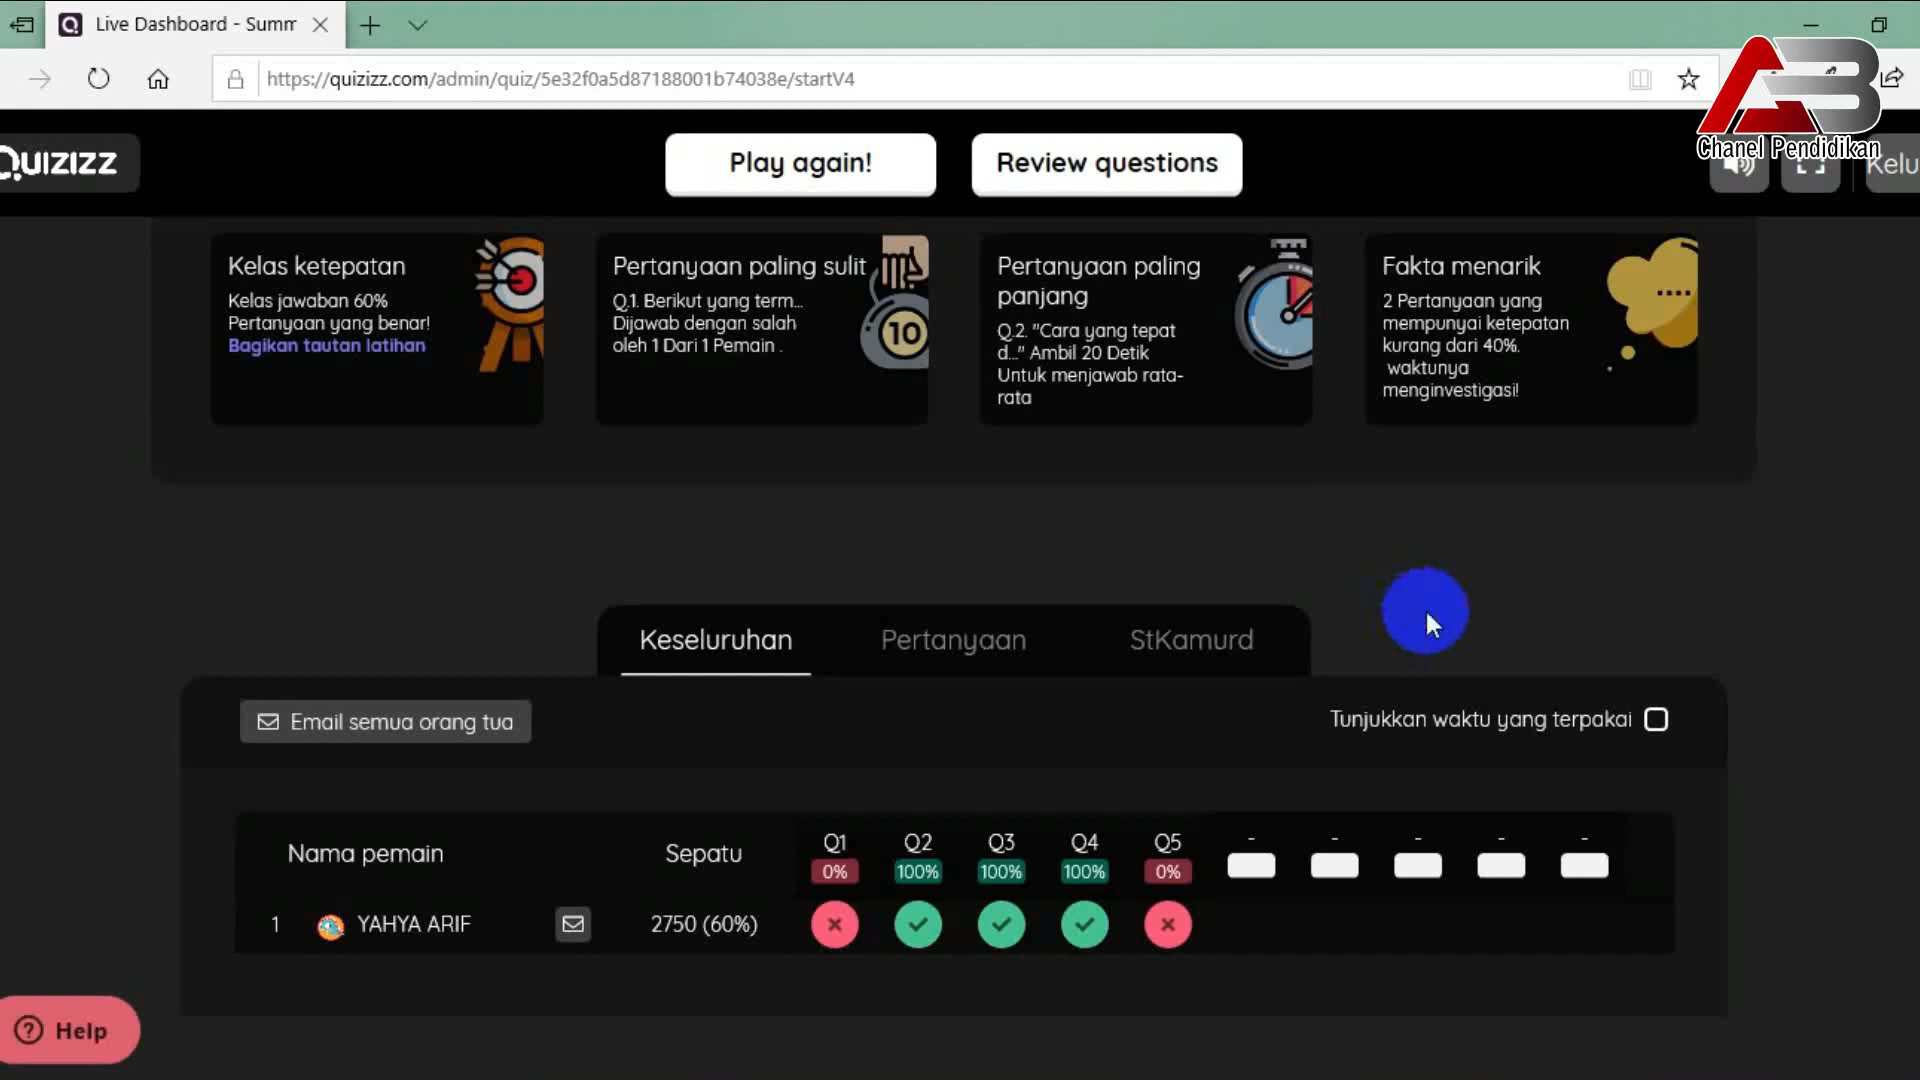 Live Dashboard - Summ
https://quizizz.com/admin/quiz/5e32f0a5d87188001b74038e/startV4
AB
Chanel Pendidikan
QUIZIZZ
Play again!
Review questions
Kelu
Kelas ketepatan
Kelas jawaban 60%
Pertanyaan yang benar!
Bagikan tautan latihan
Pertanyaan paling sulit
Q.1. Berikut yang term...
Dijawab dengan salah
oleh 1 Dari 1 Pemain .
10
Pertanyaan paling
panjang
Q.2. "Cara yang tepat
d..." Ambil 20 Detik
Untuk menjawab rata-
rata
Fakta menarik
2 Pertanyaan yang
mempunyai ketepatan
kurang dari 40%.
waktunya
menginvestigasi!
Keseluruhan
Pertanyaan
StKamurd
Email semua orang tua
Tunjukkan waktu yang terpakai
Nama pemain
Sepatu
Q1 Q2 Q3 Q4 Q5 - - - - -
0% 100% 100% 100% 0%
1 YAHYA ARIF 2750 (60%)
Help